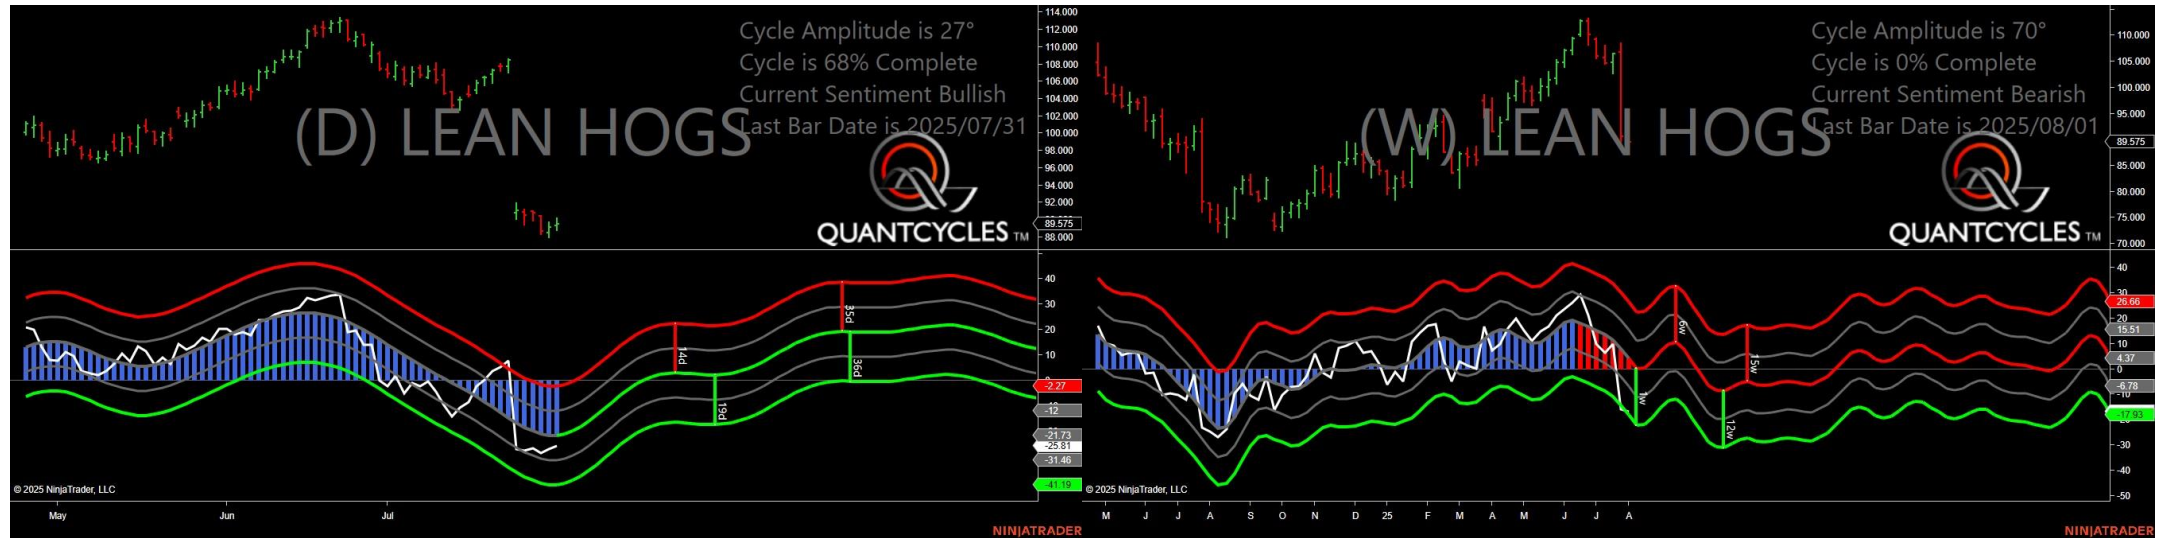 Cycle Amplitude is 27°
Cycle is 68% Complete
Current Sentiment Bullish
Last Bar Date is 2025/07/31
(D) LEAN HOGS
QUANTCYCLES TM
114.000
112.000
110.000
108.000
106.000
104.000
102.000
100.000
98.000
96.000
94.000
92.000
89.575
88.000
14d
19d
35d
36d
40
30
20
10
0
-2.27
-12
-21.73
-25.81
-31.46
-41.19
© 2025 NinjaTrader, LLC
May
Jun
Jul
NINJATRADER
Cycle Amplitude is 70°
Cycle is 0% Complete
Current Sentiment Bearish
Last Bar Date is 2025/08/01
(W) LEAN HOGS
QUANTCYCLES TM
110.000
105.000
100.000
95.000
89.575
85.000
80.000
75.000
70.000
1w
6w
12w
15w
40
30
26.66
20
15.51
4.37
0
-6.78
-10
-17.93
-30
-40
-50
© 2025 NinjaTrader, LLC
M
J
J
A
S
O
N
D
25
F
M
A
M
J
J
A
NINJATRADER